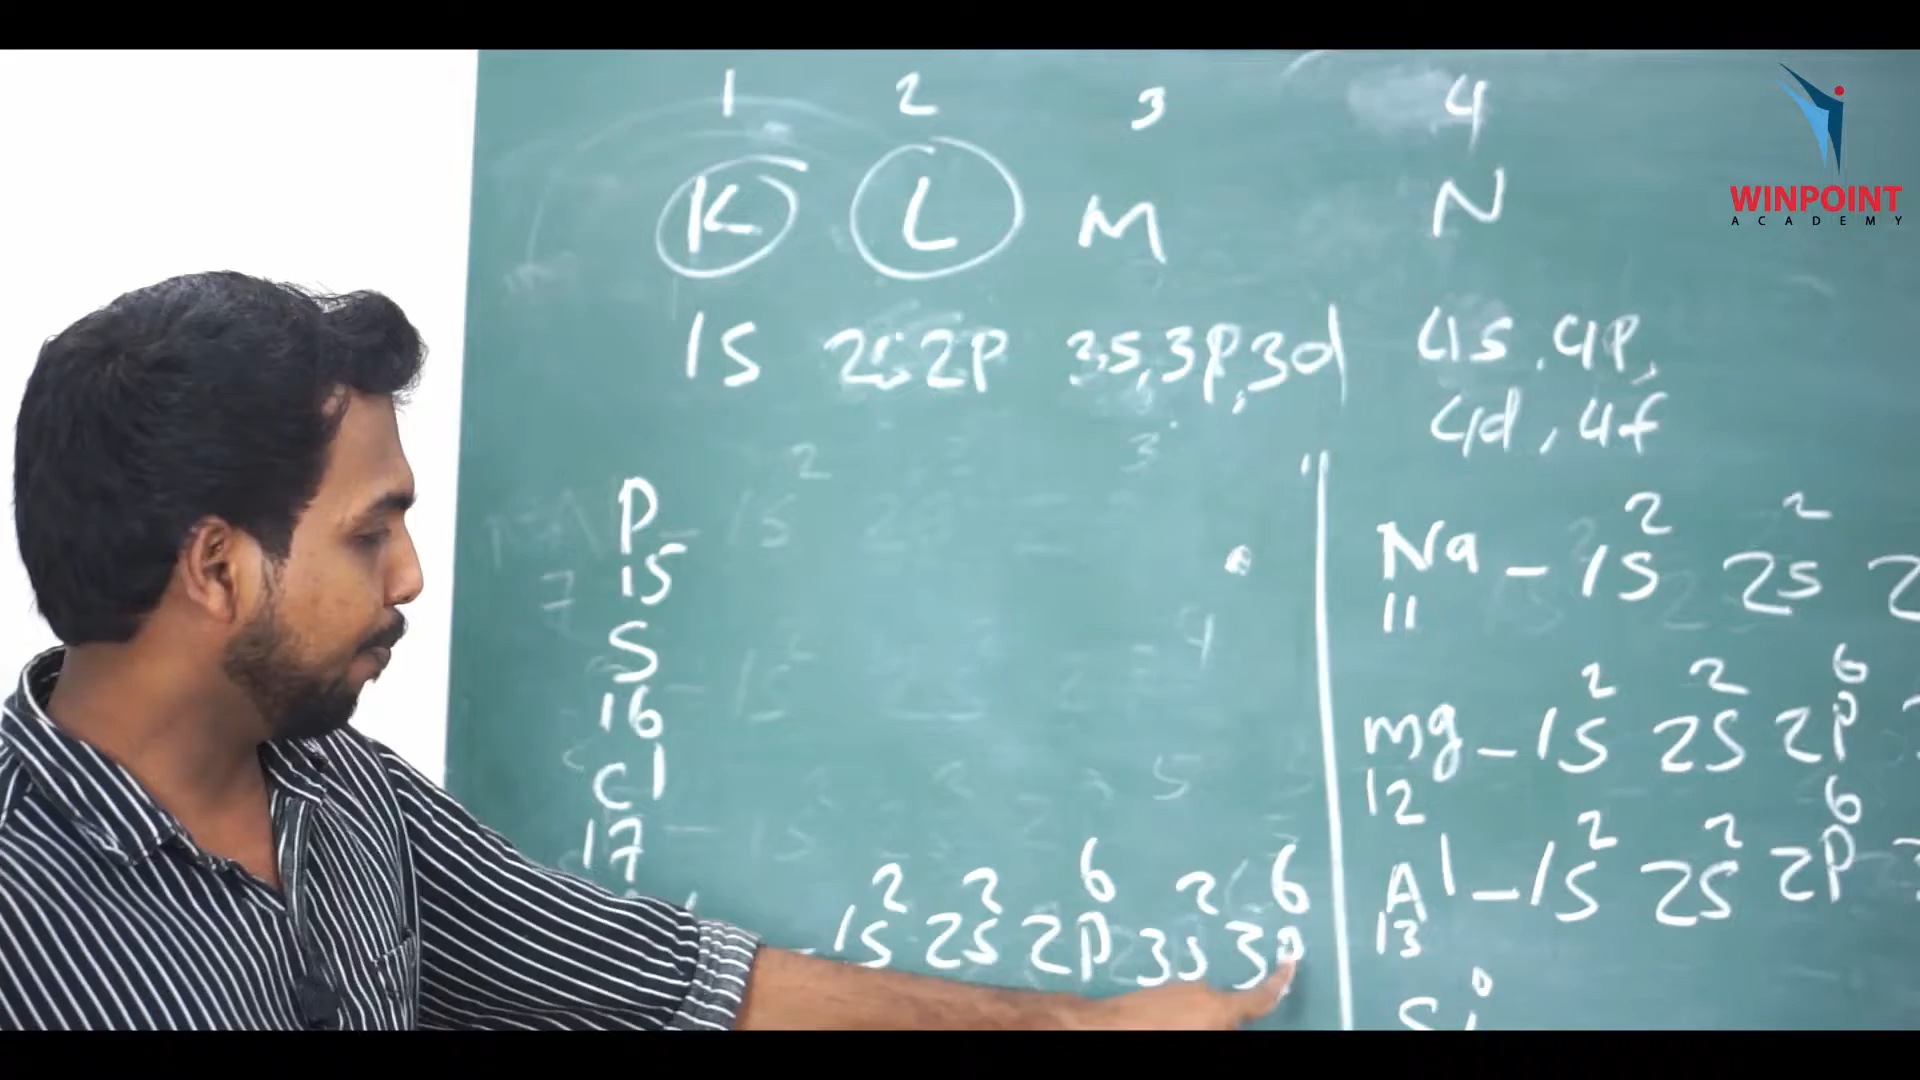 1 2 3 4
K L M N
1s 2s 2p 3s, 3p, 3d
4s, 4p,
4d, 4f
P
15
S
16
Cl
17
1s² 2s² 2p⁶ 3s² 3p⁶
Na - 1s² 2s² 2
11
mg - 1s² 2s² 2p⁶
12
Al - 1s² 2s² 2p⁶
13
Si
WINPOINT
ACADEMY